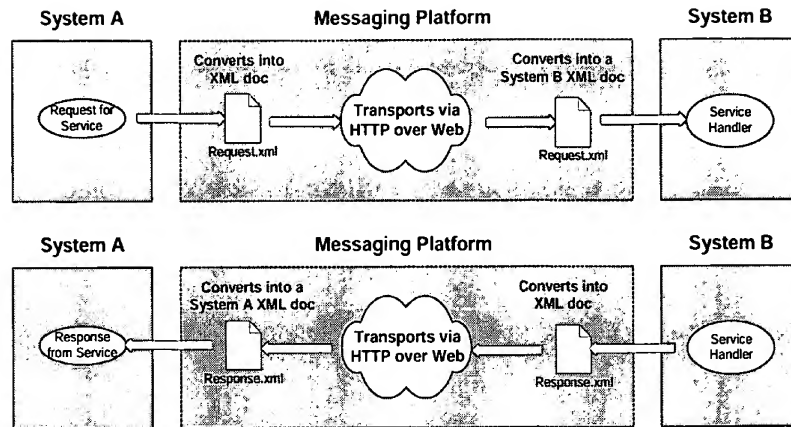 System A
Messaging Platform
System B
Converts into
XML doc
Converts into a
System B XML doc
Request for
Service
Transports via
HTTP over Web
Service
Handler
Request.xml
Request.xml
System A
Messaging Platform
System B
Converts into a
System A XML doc
Converts into
XML doc
Response
from Service
Transports via
HTTP over Web
Service
Handler
Response.xml
Response.xml